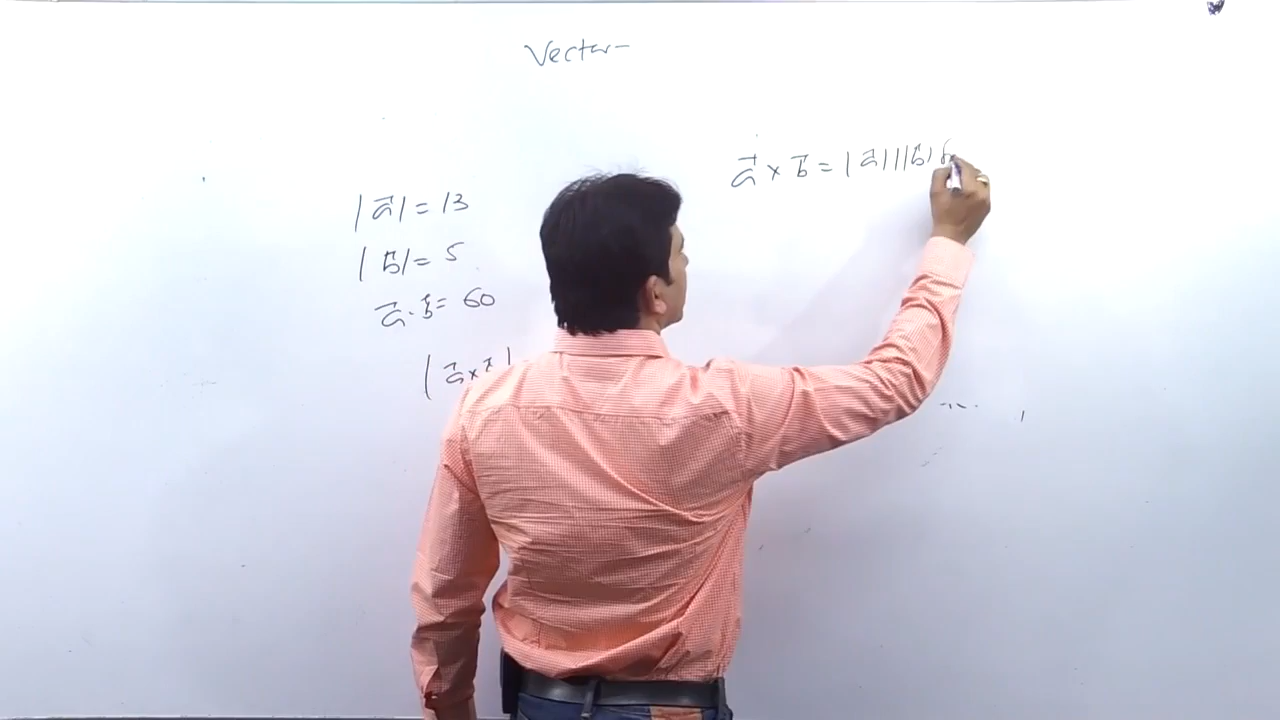 Vector
|a⃗| = 13
|b⃗| = 5
a⃗ · b⃗ = 60
|a⃗ × b⃗|
a⃗ × b⃗ = |a⃗| | |b⃗|